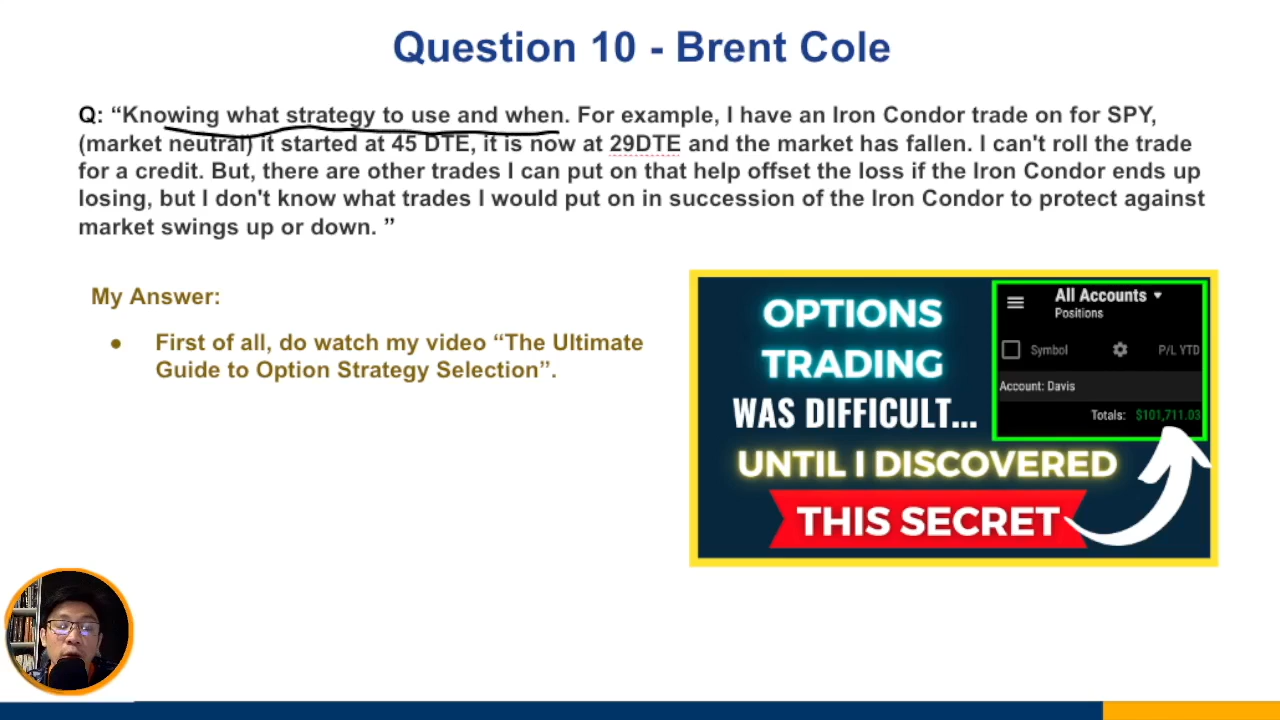 Question 10 - Brent Cole
Q: “Knowing what strategy to use and when. For example, I have an Iron Condor trade on for SPY,
(market neutral) it started at 45 DTE, it is now at 29DTE and the market has fallen. I can't roll the trade
for a credit. But, there are other trades I can put on that help offset the loss if the Iron Condor ends up
losing, but I don't know what trades I would put on in succession of the Iron Condor to protect against
market swings up or down. ”
My Answer:
● First of all, do watch my video “The Ultimate
Guide to Option Strategy Selection”.
OPTIONS
TRADING
WAS DIFFICULT...
UNTIL I DISCOVERED
THIS SECRET
All Accounts
Positions
Symbol P/L YTD
Account: Davis
Totals: $101,711.03